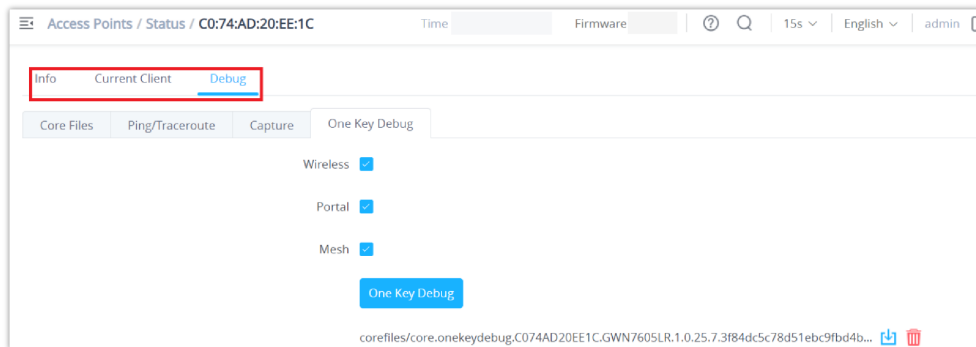 Access Points / Status / C0:74:AD:20:EE:1C Time Firmware 15s English admin
Info Current Client Debug
Core Files Ping/Traceroute Capture One Key Debug
Wireless
Portal
Mesh
One Key Debug
corefiles/core.onekeydebug.C074AD20EE1C.GWN7605LR.1.0.25.7.3f84dc5c78d51ebc9fbd4b...